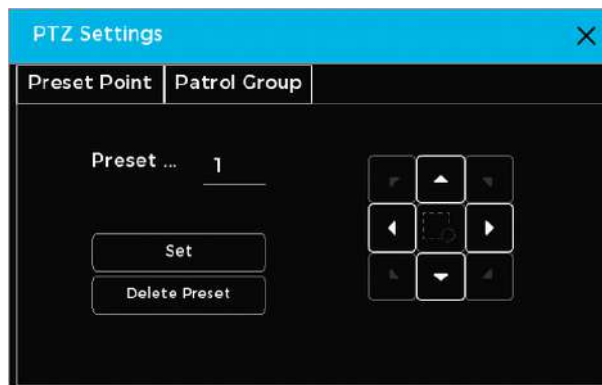 PTZ Settings
Preset Point Patrol Group
Preset ... 1
Set
Delete Preset